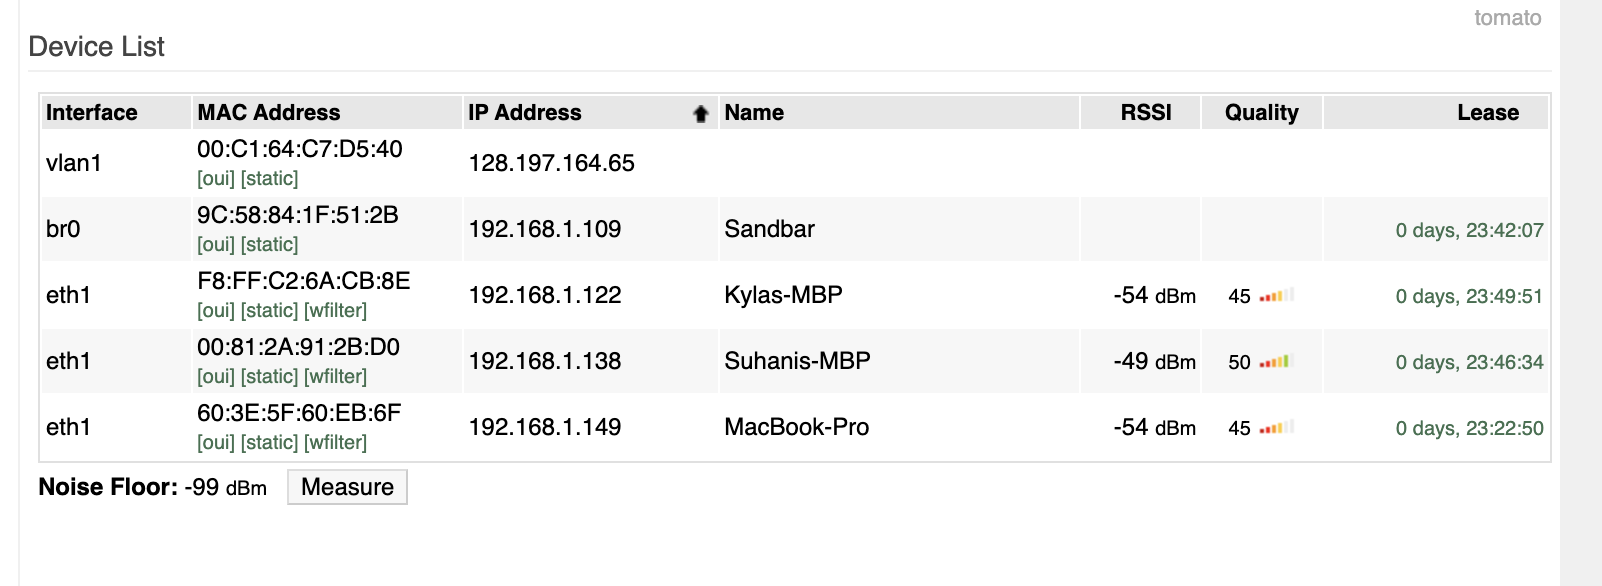 tomato
Device List
Interface MAC Address IP Address Name RSSI Quality Lease
vlan1 00:C1:64:C7:D5:40 128.197.164.65
[oui] [static]
br0 9C:58:84:1F:51:2B 192.168.1.109 Sandbar 0 days, 23:42:07
[oui] [static]
eth1 F8:FF:C2:6A:CB:8E 192.168.1.122 Kylas-MBP -54 dBm 45 0 days, 23:49:51
[oui] [static] [wfilter]
eth1 00:81:2A:91:2B:D0 192.168.1.138 Suhanis-MBP -49 dBm 50 0 days, 23:46:34
[oui] [static] [wfilter]
eth1 60:3E:5F:60:EB:6F 192.168.1.149 MacBook-Pro -54 dBm 45 0 days, 23:22:50
[oui] [static] [wfilter]
Noise Floor: -99 dBm Measure